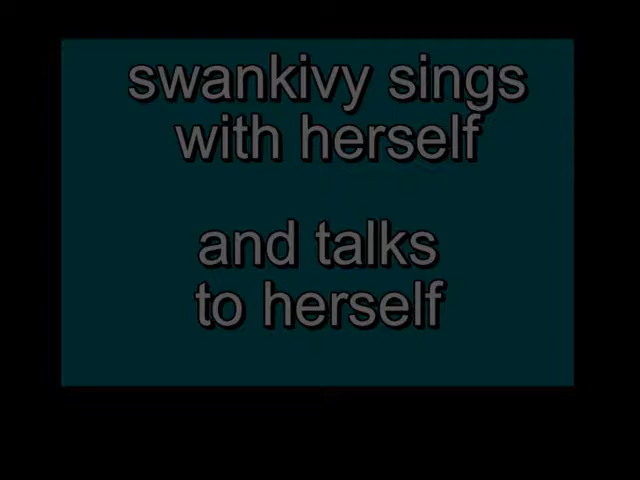 swankivy sings
with herself
and talks
to herself